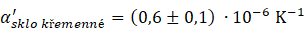 α′sklo křemenné = (0,6 ± 0,1) · 10⁻⁶ K⁻¹